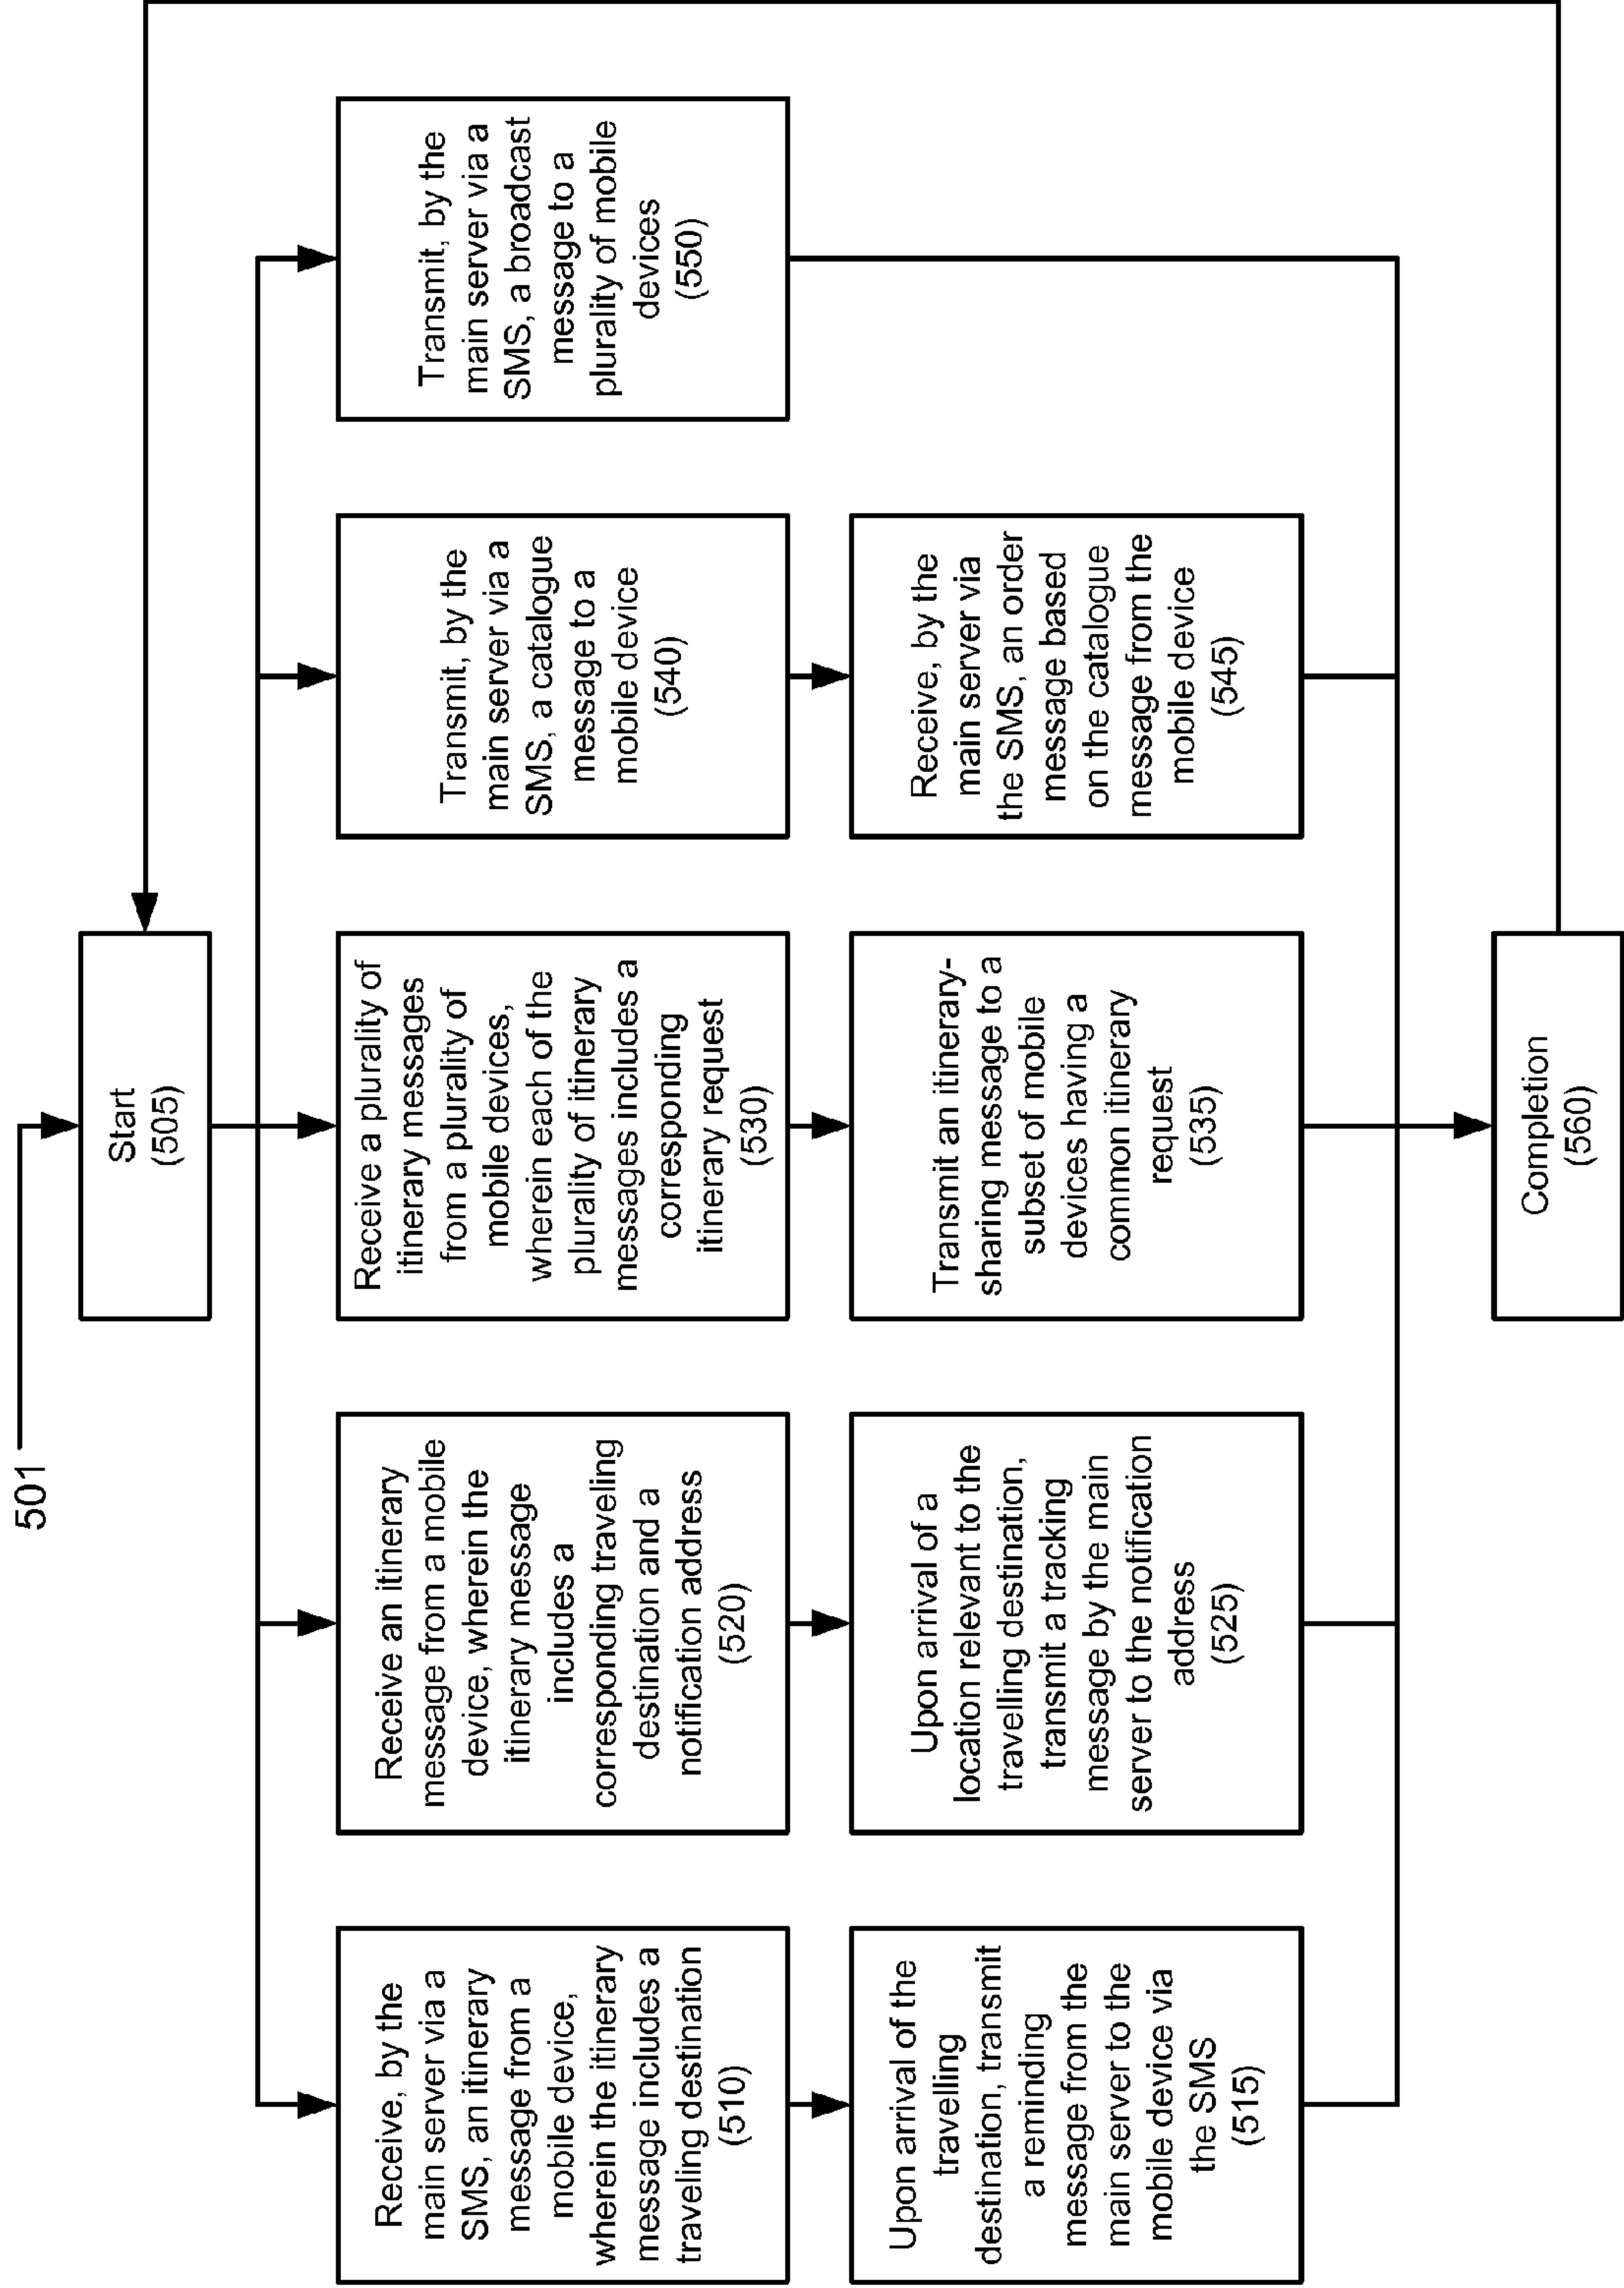 501
Start
(505)
Receive, by the
main server via a
SMS, an itinerary
message from a
mobile device,
wherein the itinerary
message includes a
traveling destination
(510)
Upon arrival of the
travelling
destination, transmit
a reminding
message from the
main server to the
mobile device via
the SMS
(515)
Receive an itinerary
message from a mobile
device, wherein the
itinerary message
includes a
corresponding traveling
destination and a
notification address
(520)
Upon arrival of a
location relevant to the
travelling destination,
transmit a tracking
message by the main
server to the notification
address
(525)
Receive a plurality of
itinerary messages
from a plurality of
mobile devices,
wherein each of the
plurality of itinerary
messages includes a
corresponding
itinerary request
(530)
Transmit an itinerary-
sharing message to a
subset of mobile
devices having a
common itinerary
request
(535)
Transmit, by the
main server via a
SMS, a catalogue
message to a
mobile device
(540)
Receive, by the
main server via
the SMS, an order
message based
on the catalogue
message from the
mobile device
(545)
Transmit, by the
main server via a
SMS, a broadcast
message to a
plurality of mobile
devices
(550)
Completion
(560)